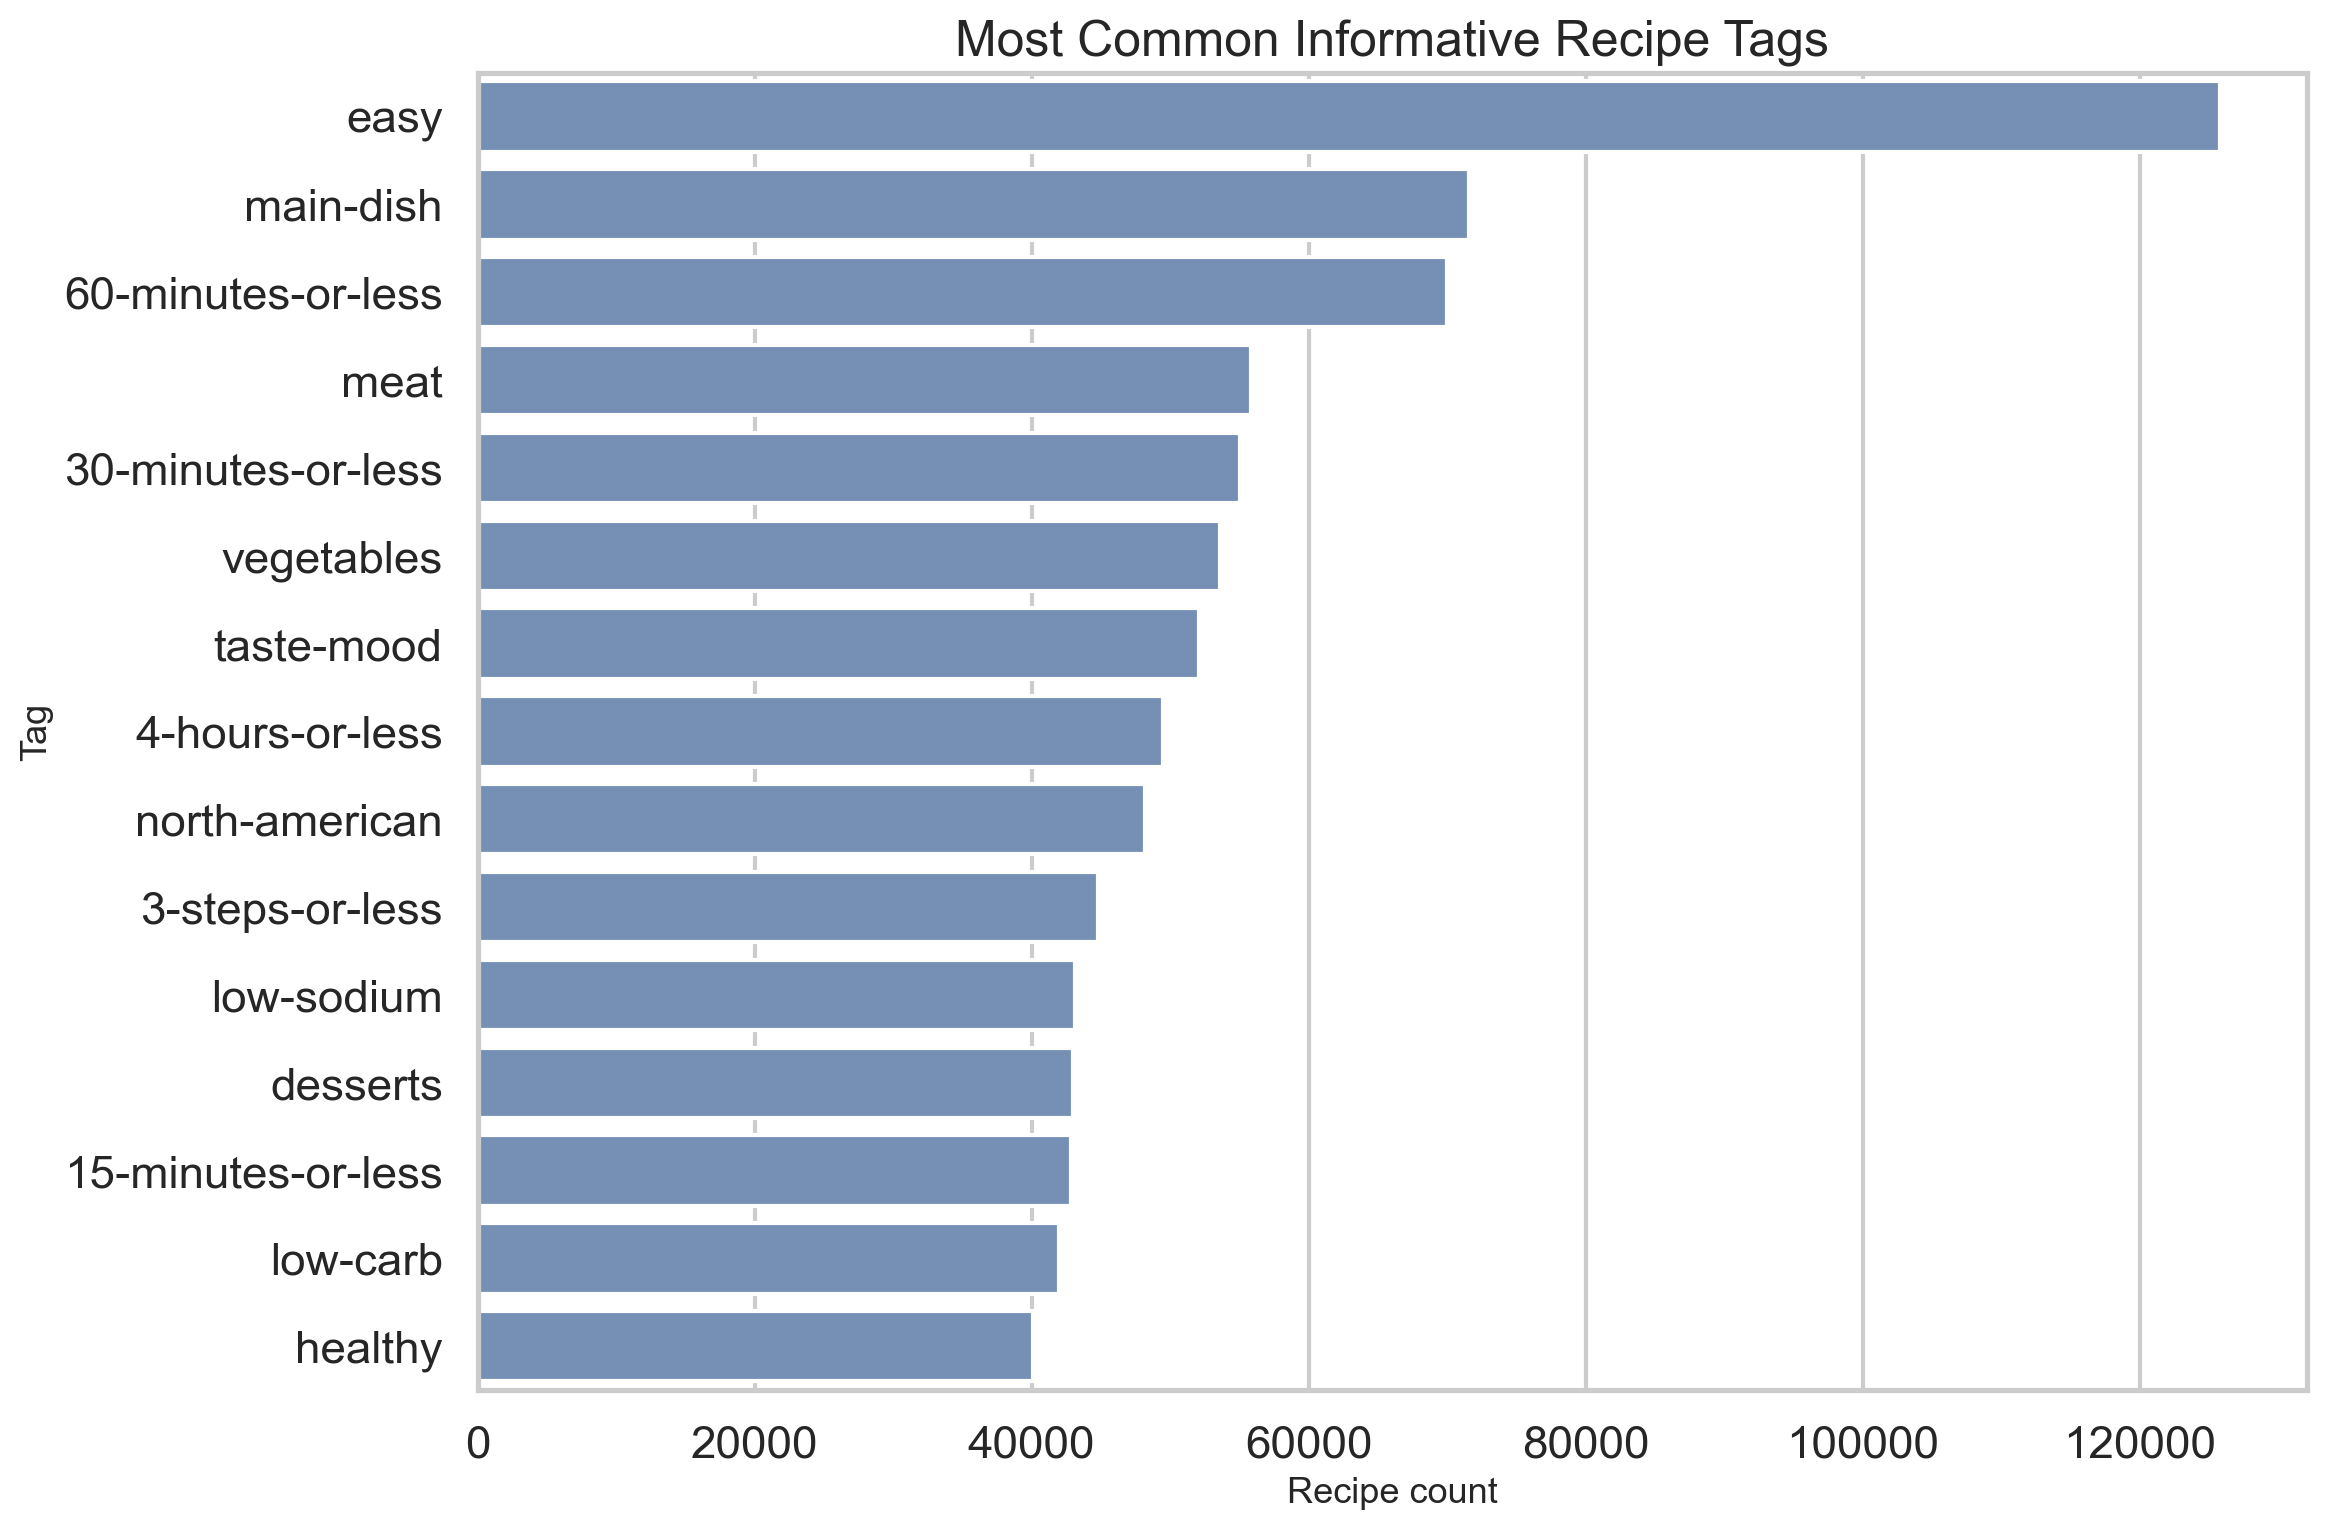 Most Common Informative Recipe Tags
easy
main-dish
60-minutes-or-less
meat
30-minutes-or-less
vegetables
taste-mood
4-hours-or-less
north-american
3-steps-or-less
low-sodium
desserts
15-minutes-or-less
low-carb
healthy
Tag
0 20000 40000 60000 80000 100000 120000
Recipe count